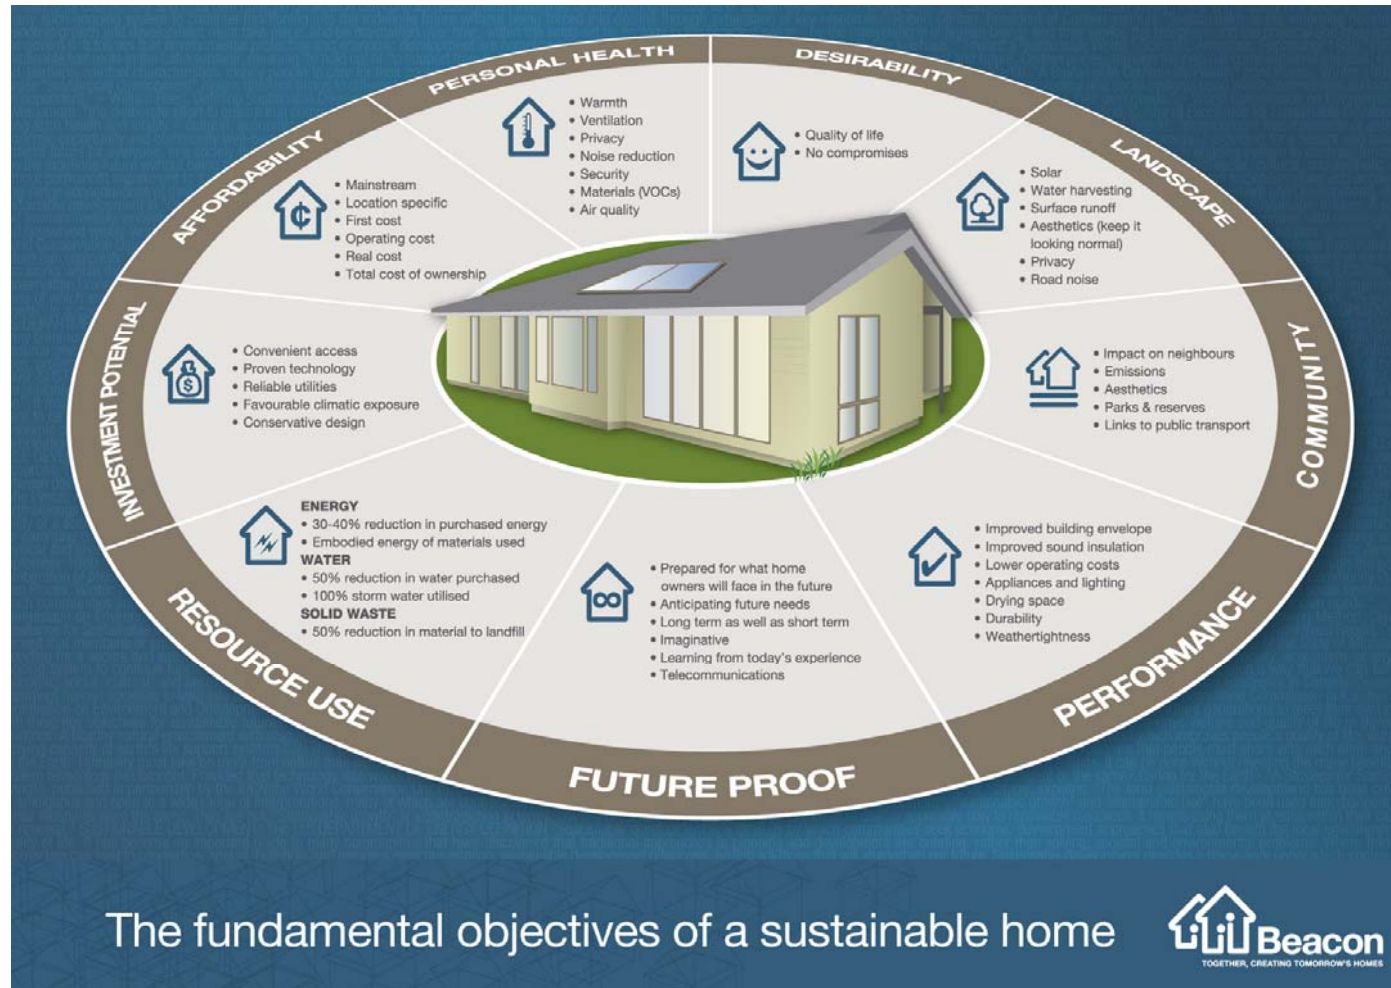 PERSONAL HEALTH
• Warmth
• Ventilation
• Privacy
• Noise reduction
• Security
• Materials (VOCs)
• Air quality
DESIRABILITY
• Quality of life
• No compromises
LANDSCAPE
• Solar
• Water harvesting
• Surface runoff
• Aesthetics (keep it
looking normal)
• Privacy
• Road noise
COMMUNITY
• Impact on neighbours
• Emissions
• Aesthetics
• Parks & reserves
• Links to public transport
PERFORMANCE
• Improved building envelope
• Improved sound insulation
• Lower operating costs
• Appliances and lighting
• Drying space
• Durability
• Weathertightness
FUTURE PROOF
• Prepared for what home
owners will face in the future
• Anticipating future needs
• Long term as well as short term
• Imaginative
• Learning from today's experience
• Telecommunications
RESOURCE USE
ENERGY
• 30-40% reduction in purchased energy
• Embodied energy of materials used
WATER
• 50% reduction in water purchased
• 100% storm water utilised
SOLID WASTE
• 50% reduction in material to landfill
INVESTMENT POTENTIAL
$
• Convenient access
• Proven technology
• Reliable utilities
• Favourable climatic exposure
• Conservative design
AFFORDABILITY
¢
• Mainstream
• Location specific
• First cost
• Operating cost
• Real cost
• Total cost of ownership
The fundamental objectives of a sustainable home
Beacon
TOGETHER, CREATING TOMORROW'S HOMES